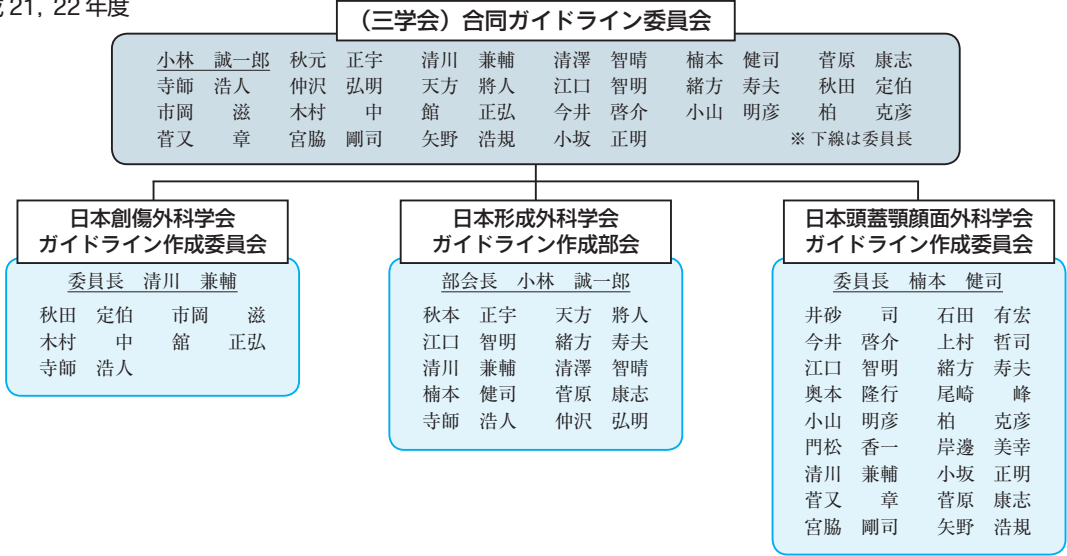 21, 22年度
（三学会）合同ガイドライン委員会
小林 誠一郎 秋元 正宇 清川 兼輔 清澤 智晴 楠本 健司 菅原 康志
寺師 浩人 仲沢 弘明 天方 將人 江口 智明 緒方 寿夫 秋田 定伯
市岡 滋 木村 中 館 正弘 今井 啓介 小山 明彦 柏 克彦
菅又 章 宮脇 剛司 矢野 浩規 小坂 正明 ※ 下線は委員長
日本創傷外科学会
ガイドライン作成委員会
委員長 清川 兼輔
秋田 定伯 市岡 滋
木村 中 舘 正弘
寺師 浩人
日本形成外科学会
ガイドライン作成部会
部会長 小林 誠一郎
秋本 正宇 天方 將人
江口 智明 緒方 寿夫
清川 兼輔 清澤 智晴
楠本 健司 菅原 康志
寺師 浩人 仲沢 弘明
日本頭蓋顎顔面外科学会
ガイドライン作成委員会
委員長 楠本 健司
井砂 司 石田 有宏
今井 啓介 上村 哲司
江口 智明 緒方 寿夫
奥本 隆行 尾崎 峰
小山 明彦 柏 克彦
門松 香一 岸邊 美幸
清川 兼輔 小坂 正明
菅又 章 菅原 康志
宮脇 剛司 矢野 浩規